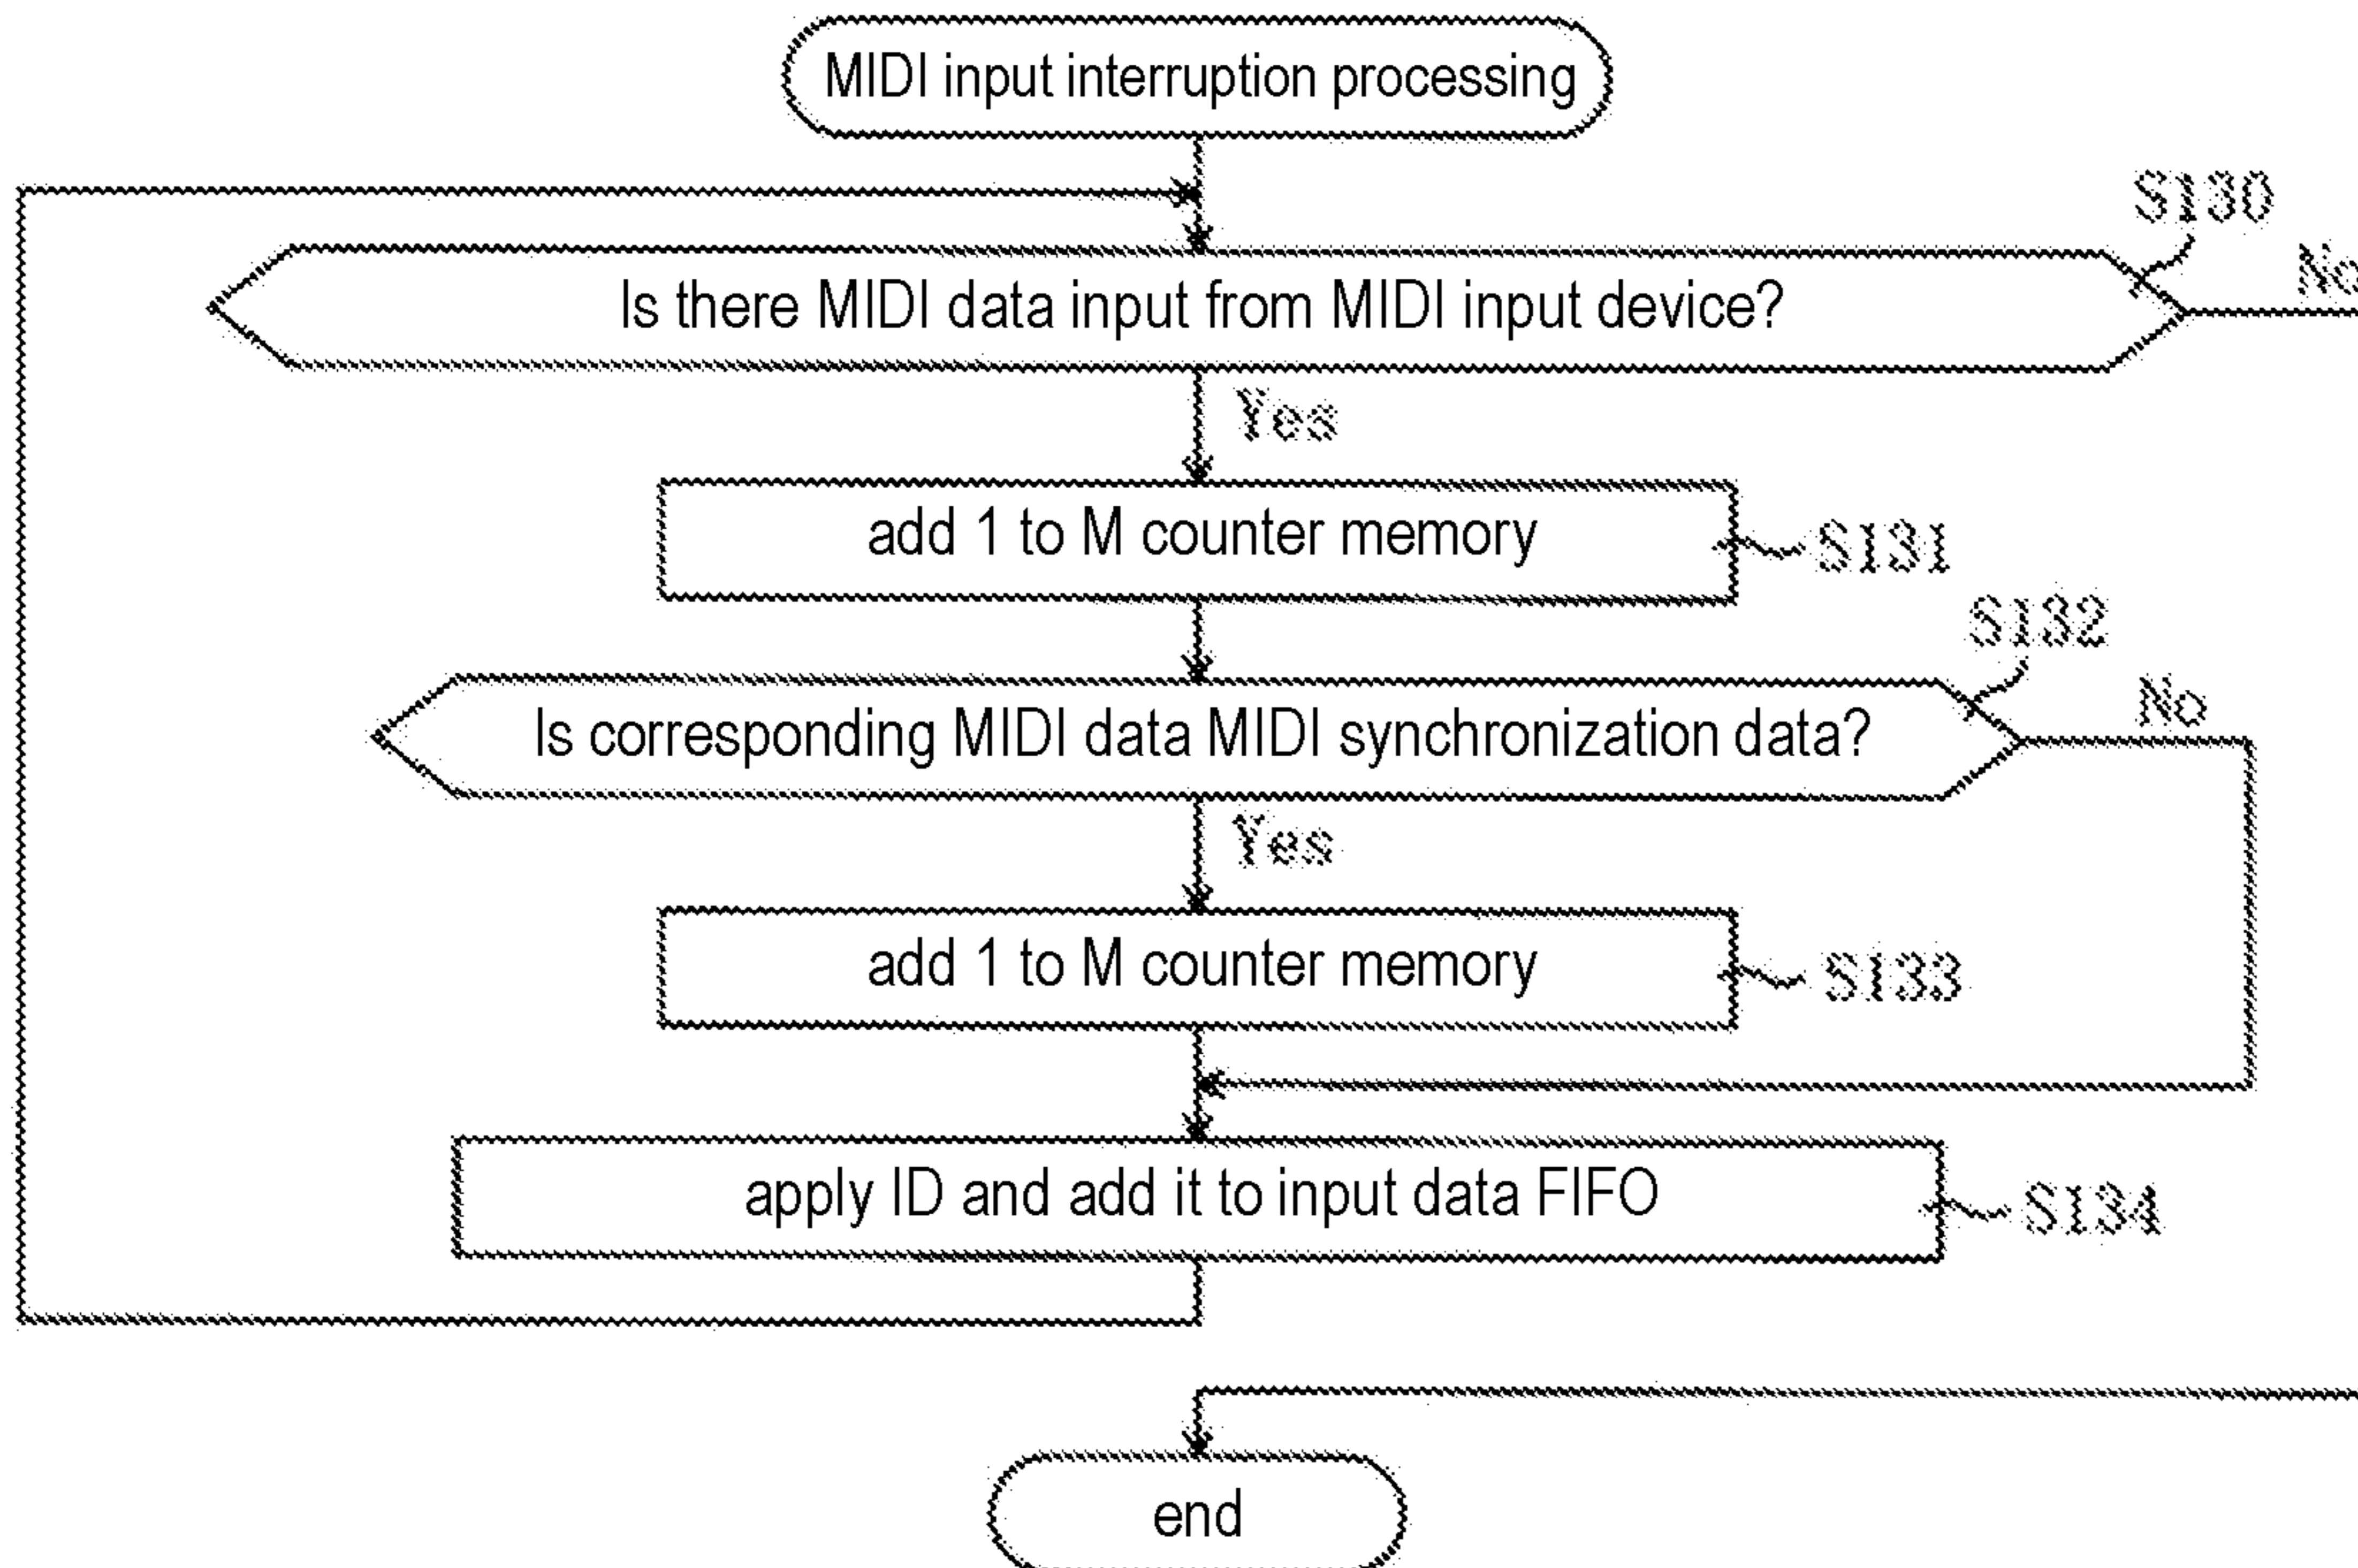 MIDI input interruption processing
S130
Is there MIDI data input from MIDI input device?
No
Yes
add 1 to M counter memory
S131
S132
Is corresponding MIDI data MIDI synchronization data?
No
Yes
add 1 to M counter memory
S133
apply ID and add it to input data FIFO
S134
end